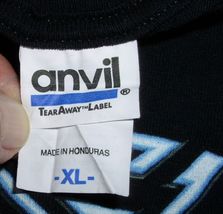 anvil®
TEARAWAY™LABEL
MADE IN HONDURAS
-XL-